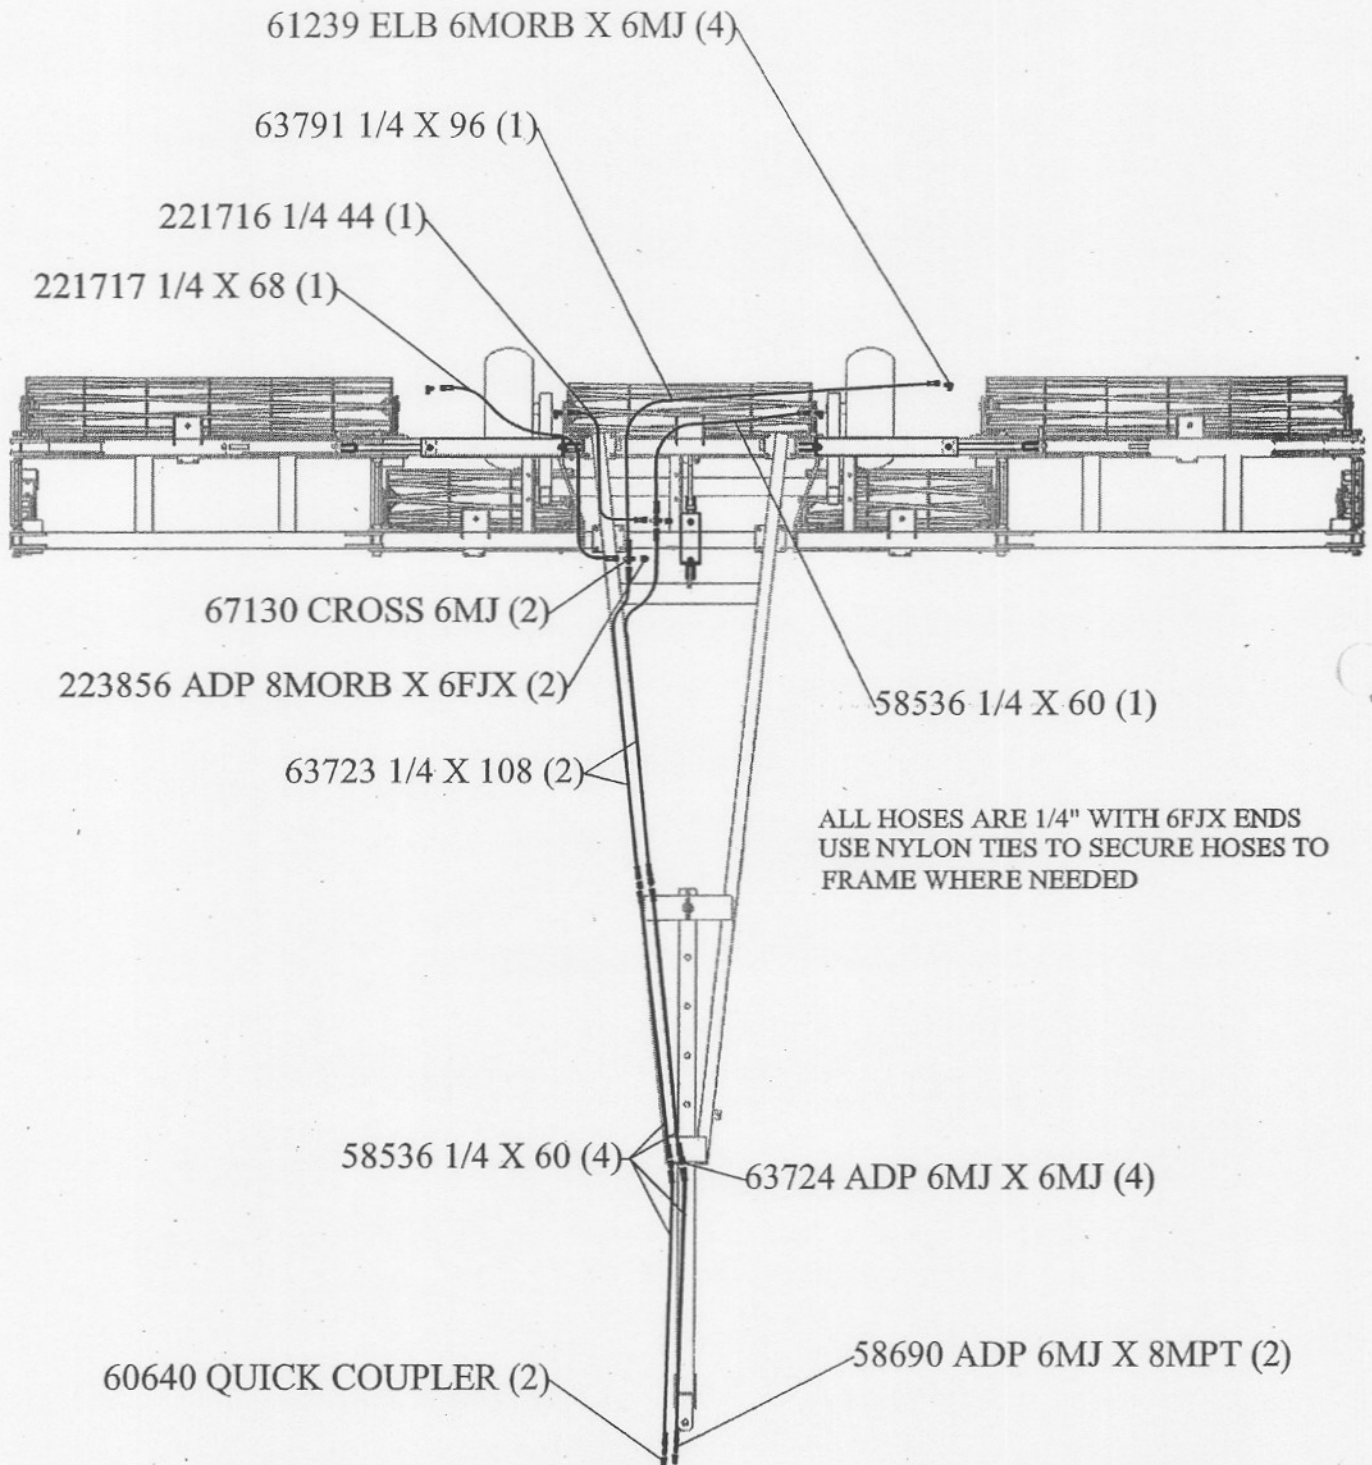 61239 ELB 6MORB X 6MJ (4)
63791 1/4 X 96 (1)
221716 1/4 44 (1)
221717 1/4 X 68 (1)
67130 CROSS 6MJ (2)
223856 ADP 8MORB X 6FJX (2)
58536 1/4 X 60 (1)
63723 1/4 X 108 (2)
ALL HOSES ARE 1/4" WITH 6FJX ENDS
USE NYLON TIES TO SECURE HOSES TO
FRAME WHERE NEEDED
58536 1/4 X 60 (4)
63724 ADP 6MJ X 6MJ (4)
58690 ADP 6MJ X 8MPT (2)
60640 QUICK COUPLER (2)